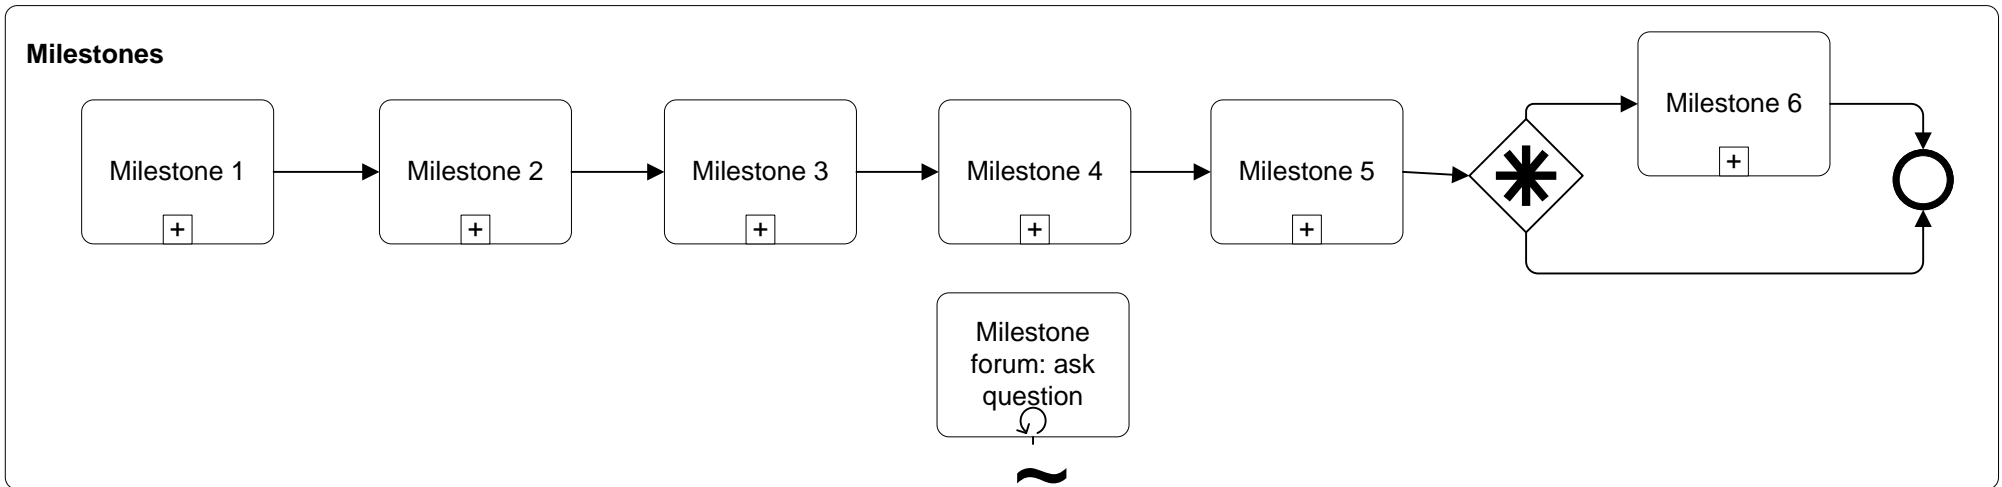 Milestones
Milestone 1
Milestone 2
Milestone 3
Milestone 4
Milestone 5
Milestone 6
Milestone
forum: ask
question